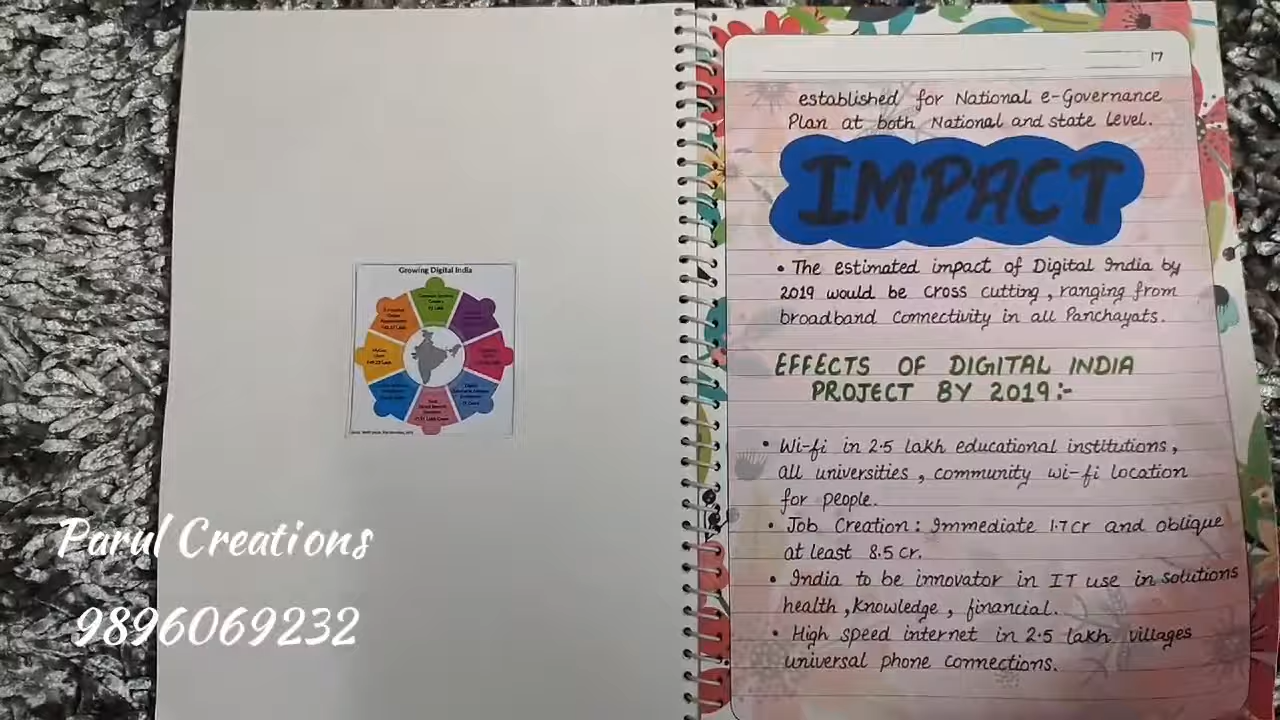 Growing Digital India
Parul Creations
9896069232
17
established for National e-Governance
Plan at both National and state level.
IMPACT
• The estimated impact of Digital India by
2019 would be cross cutting, ranging from
broadband connectivity in all Panchayats.
EFFECTS OF DIGITAL INDIA
PROJECT BY 2019:-
• Wi-fi in 2.5 lakh educational institutions,
all universities, community wi-fi location
for people.
• Job Creation: Immediate 1.7 cr and oblique
at least 8.5 cr.
• India to be innovator in IT use in solutions
health, knowledge, financial.
• High speed internet in 2.5 lakh villages
universal phone connections.